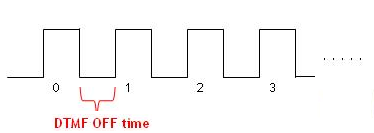 0 1 2 3 .....
DTMF OFF time